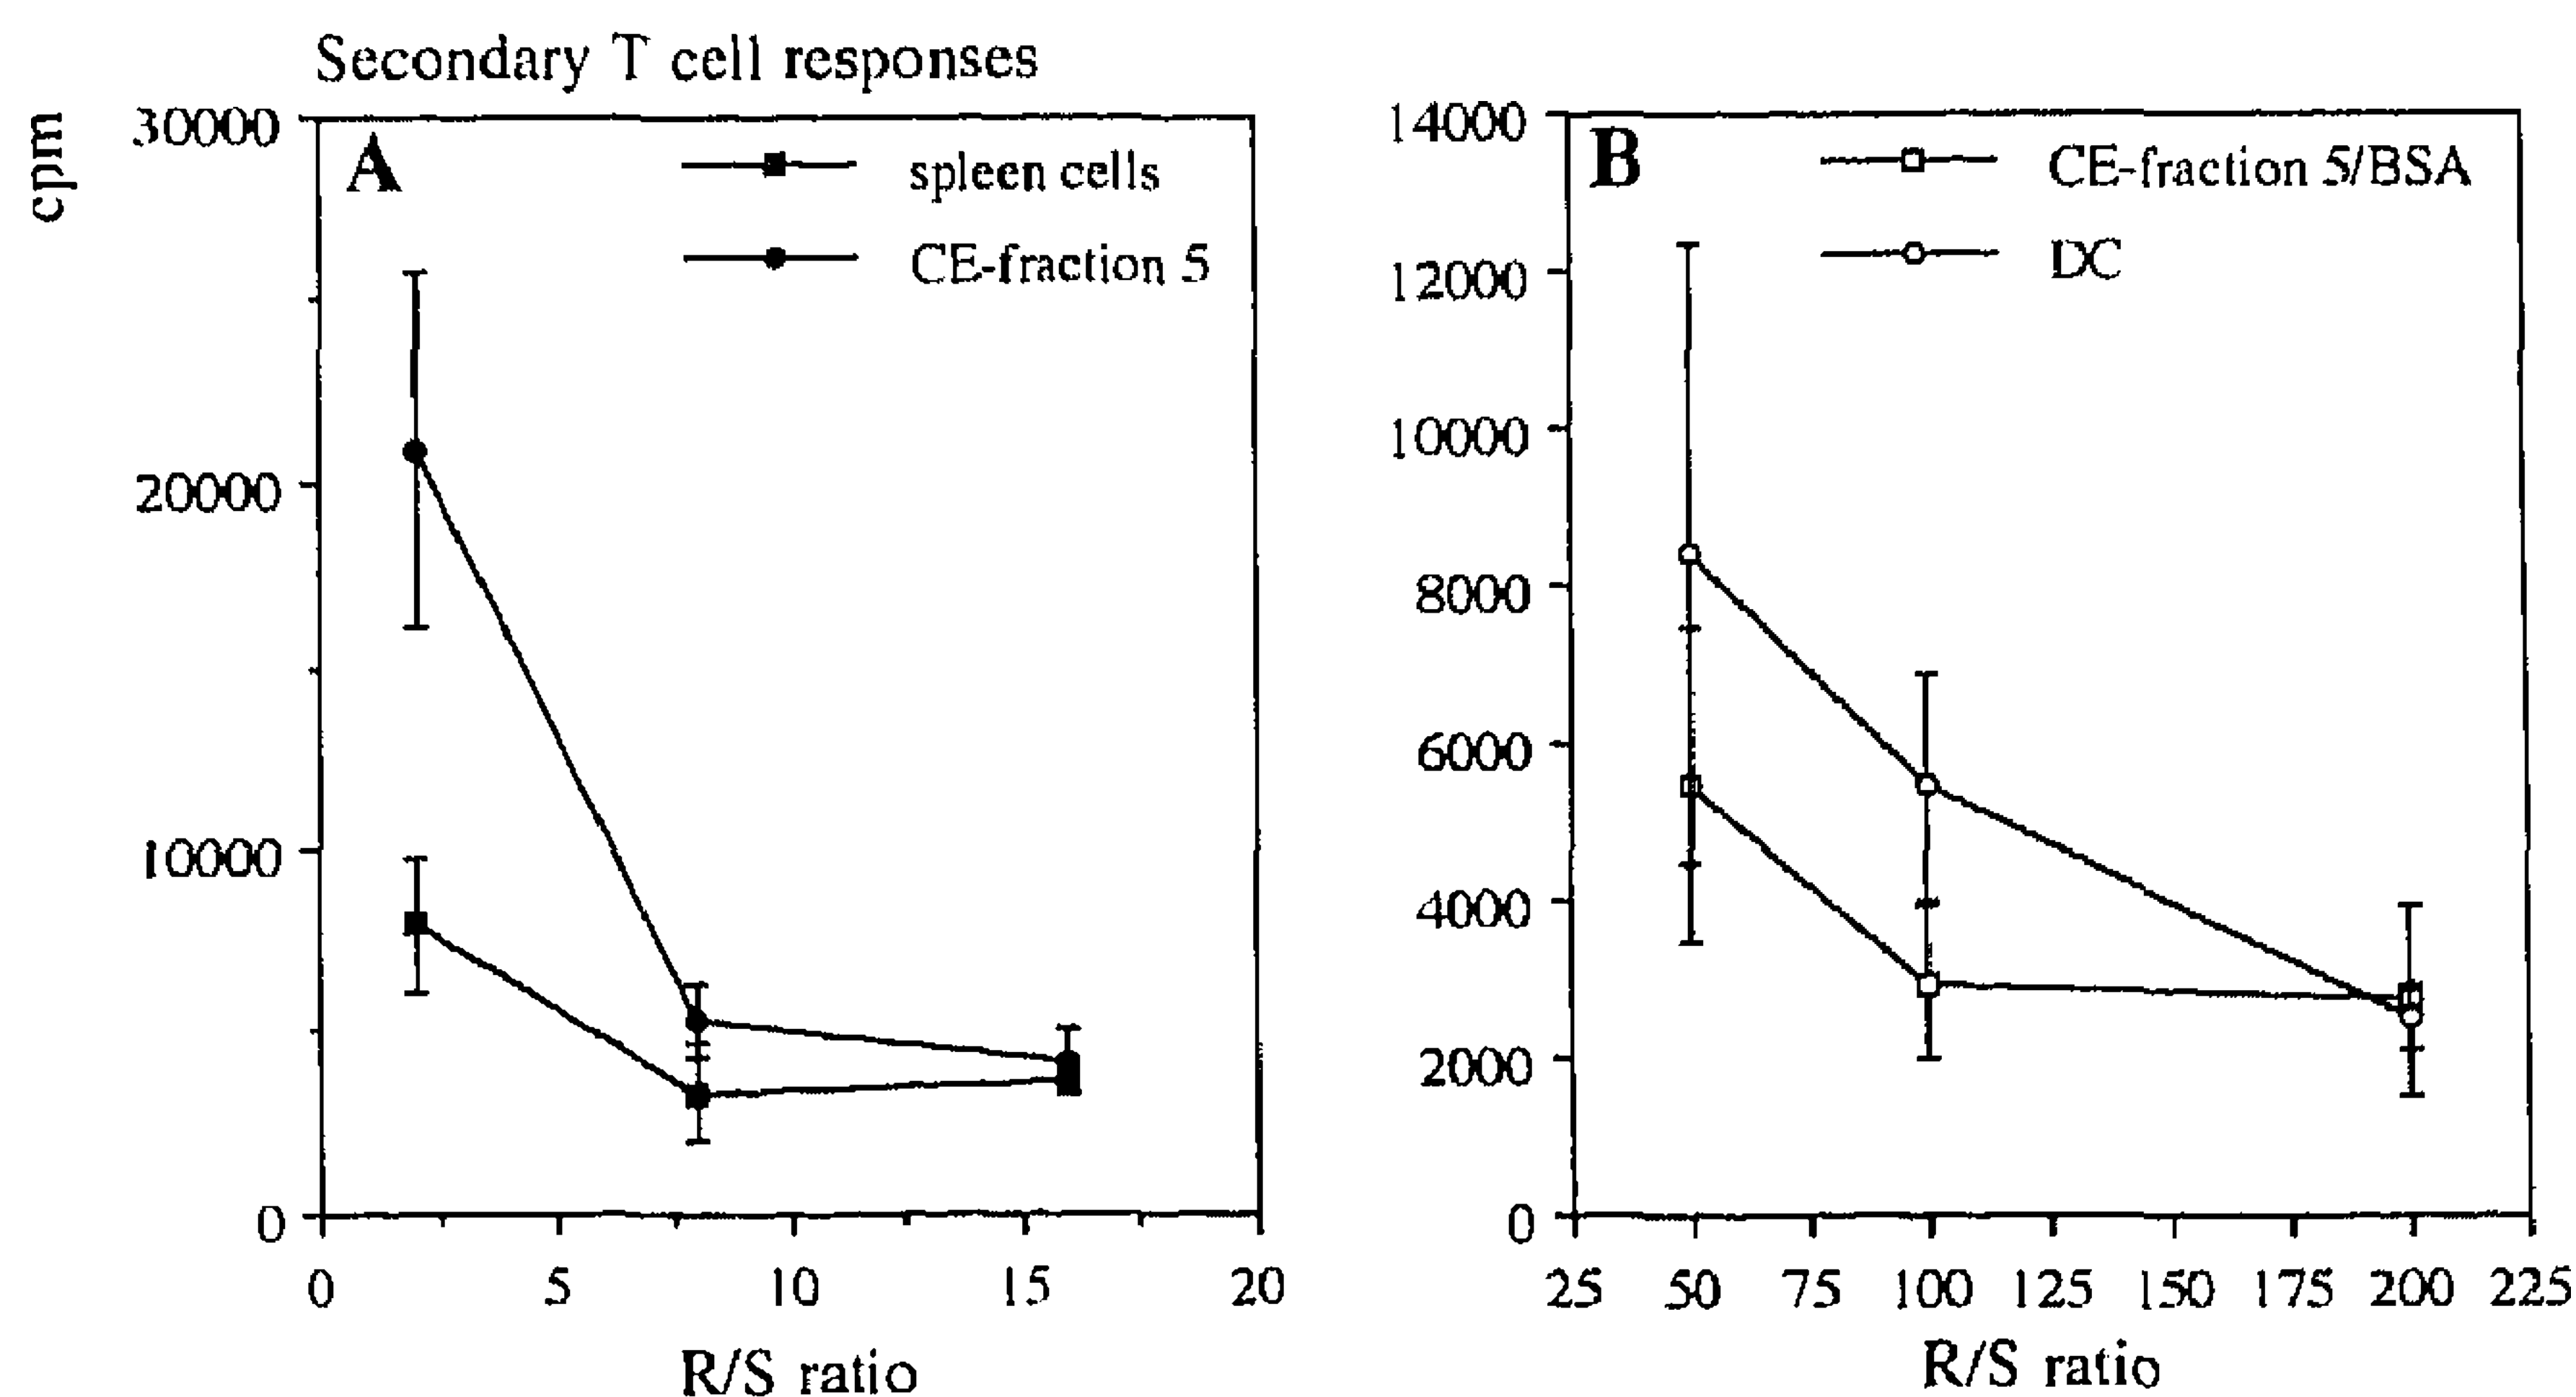 Secondary T cell responses
cpm
30000
20000
10000
0
A
spleen cells
CE-fraction 5
0 5 10 15 20
R/S ratio
14000
12000
10000
8000
6000
4000
2000
0
B
CE-fraction 5/BSA
DC
25 50 75 100 125 150 175 200 225
R/S ratio